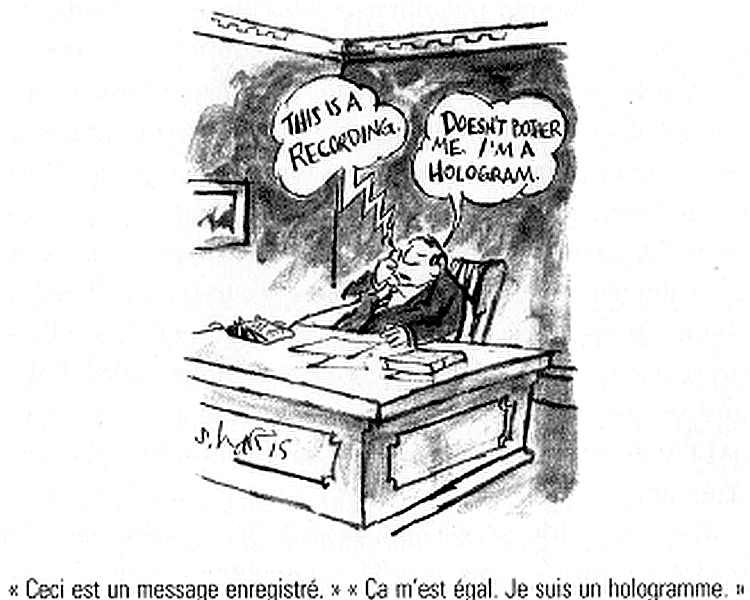 THIS IS A
RECORDING.
DOESN'T BOTHER
ME. I'M A
HOLOGRAM.
S. HARRIS
« Ceci est un message enregistré. » « Ça m'est égal. Je suis un hologramme. »